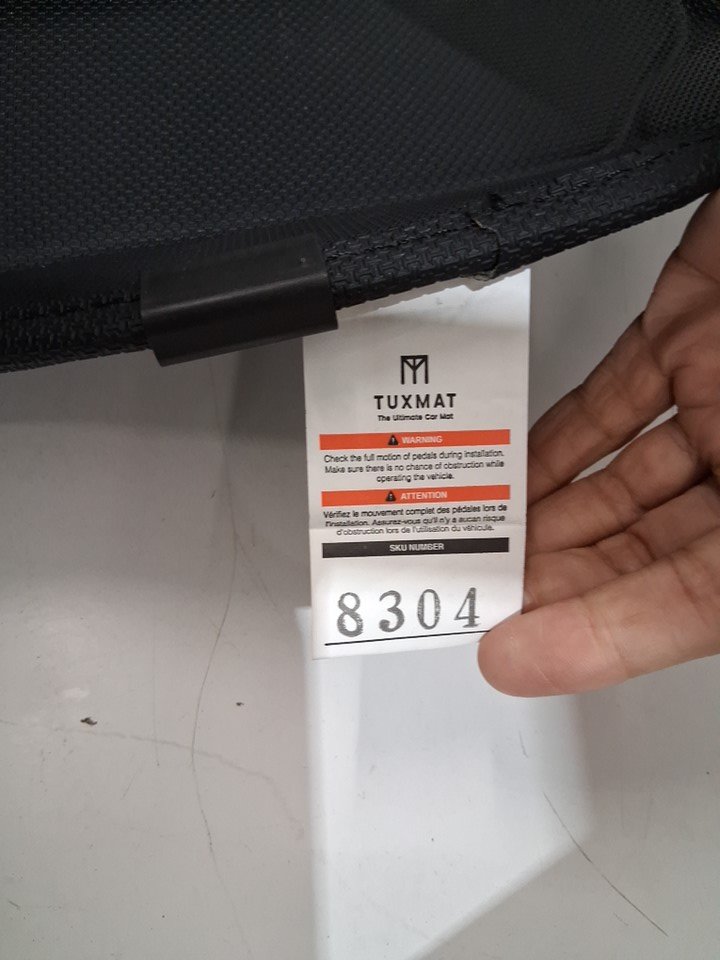 TUXMAT
The Ultimate Car Mat
WARNING
Check the full motion of pedals during installation.
Make sure there is no chance of obstruction while
operating the vehicle.
ATTENTION
Vérifiez le mouvement complet des pédales lors de
l'installation. Assurez-vous qu'il n'y a aucan risque
d'obstruction lors de l'utilisation du véhicule.
SKU NUMBER
8304